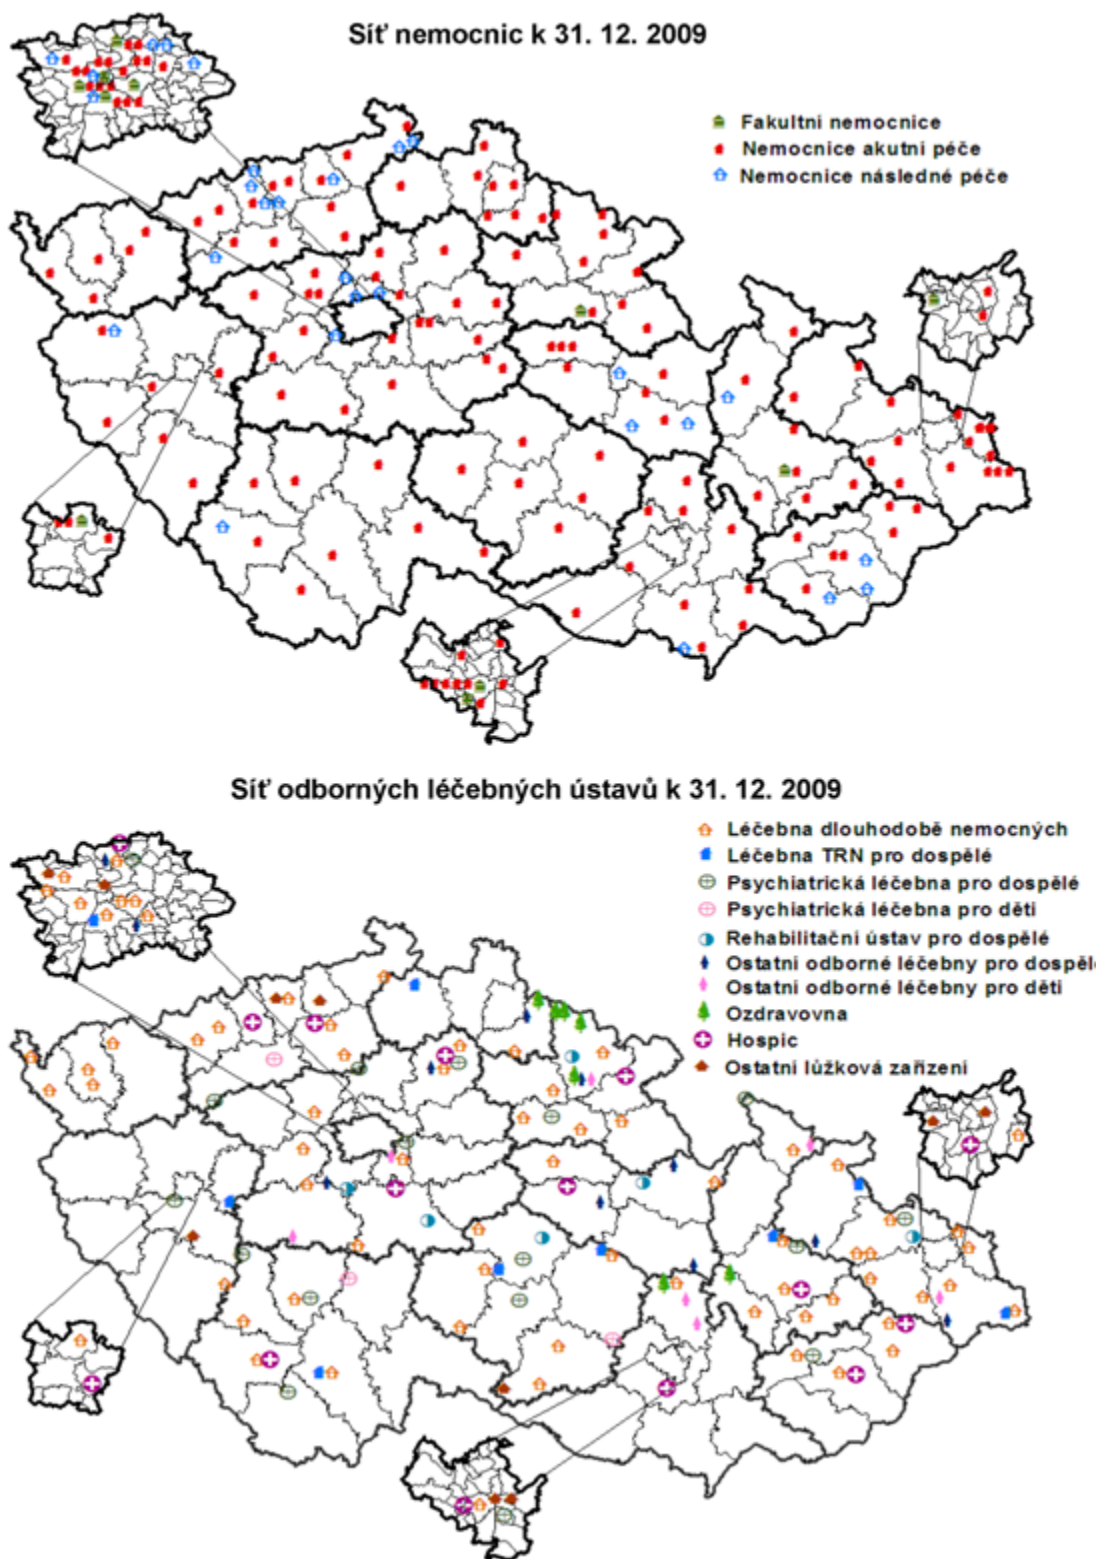 Síť nemocnic k 31. 12. 2009
Fakultní nemocnice
Nemocnice akutní péče
Nemocnice následné péče
Síť odborných léčebných ústavů k 31. 12. 2009
Léčebna dlouhodobě nemocných
Léčebna TRN pro dospělé
Psychiatrická léčebna pro dospělé
Psychiatrická léčebna pro děti
Rehabilitační ústav pro dospělé
Ostatní odborné léčebny pro dospělé
Ostatní odborné léčebny pro děti
Ozdravovna
Hospic
Ostatní lůžková zařízení